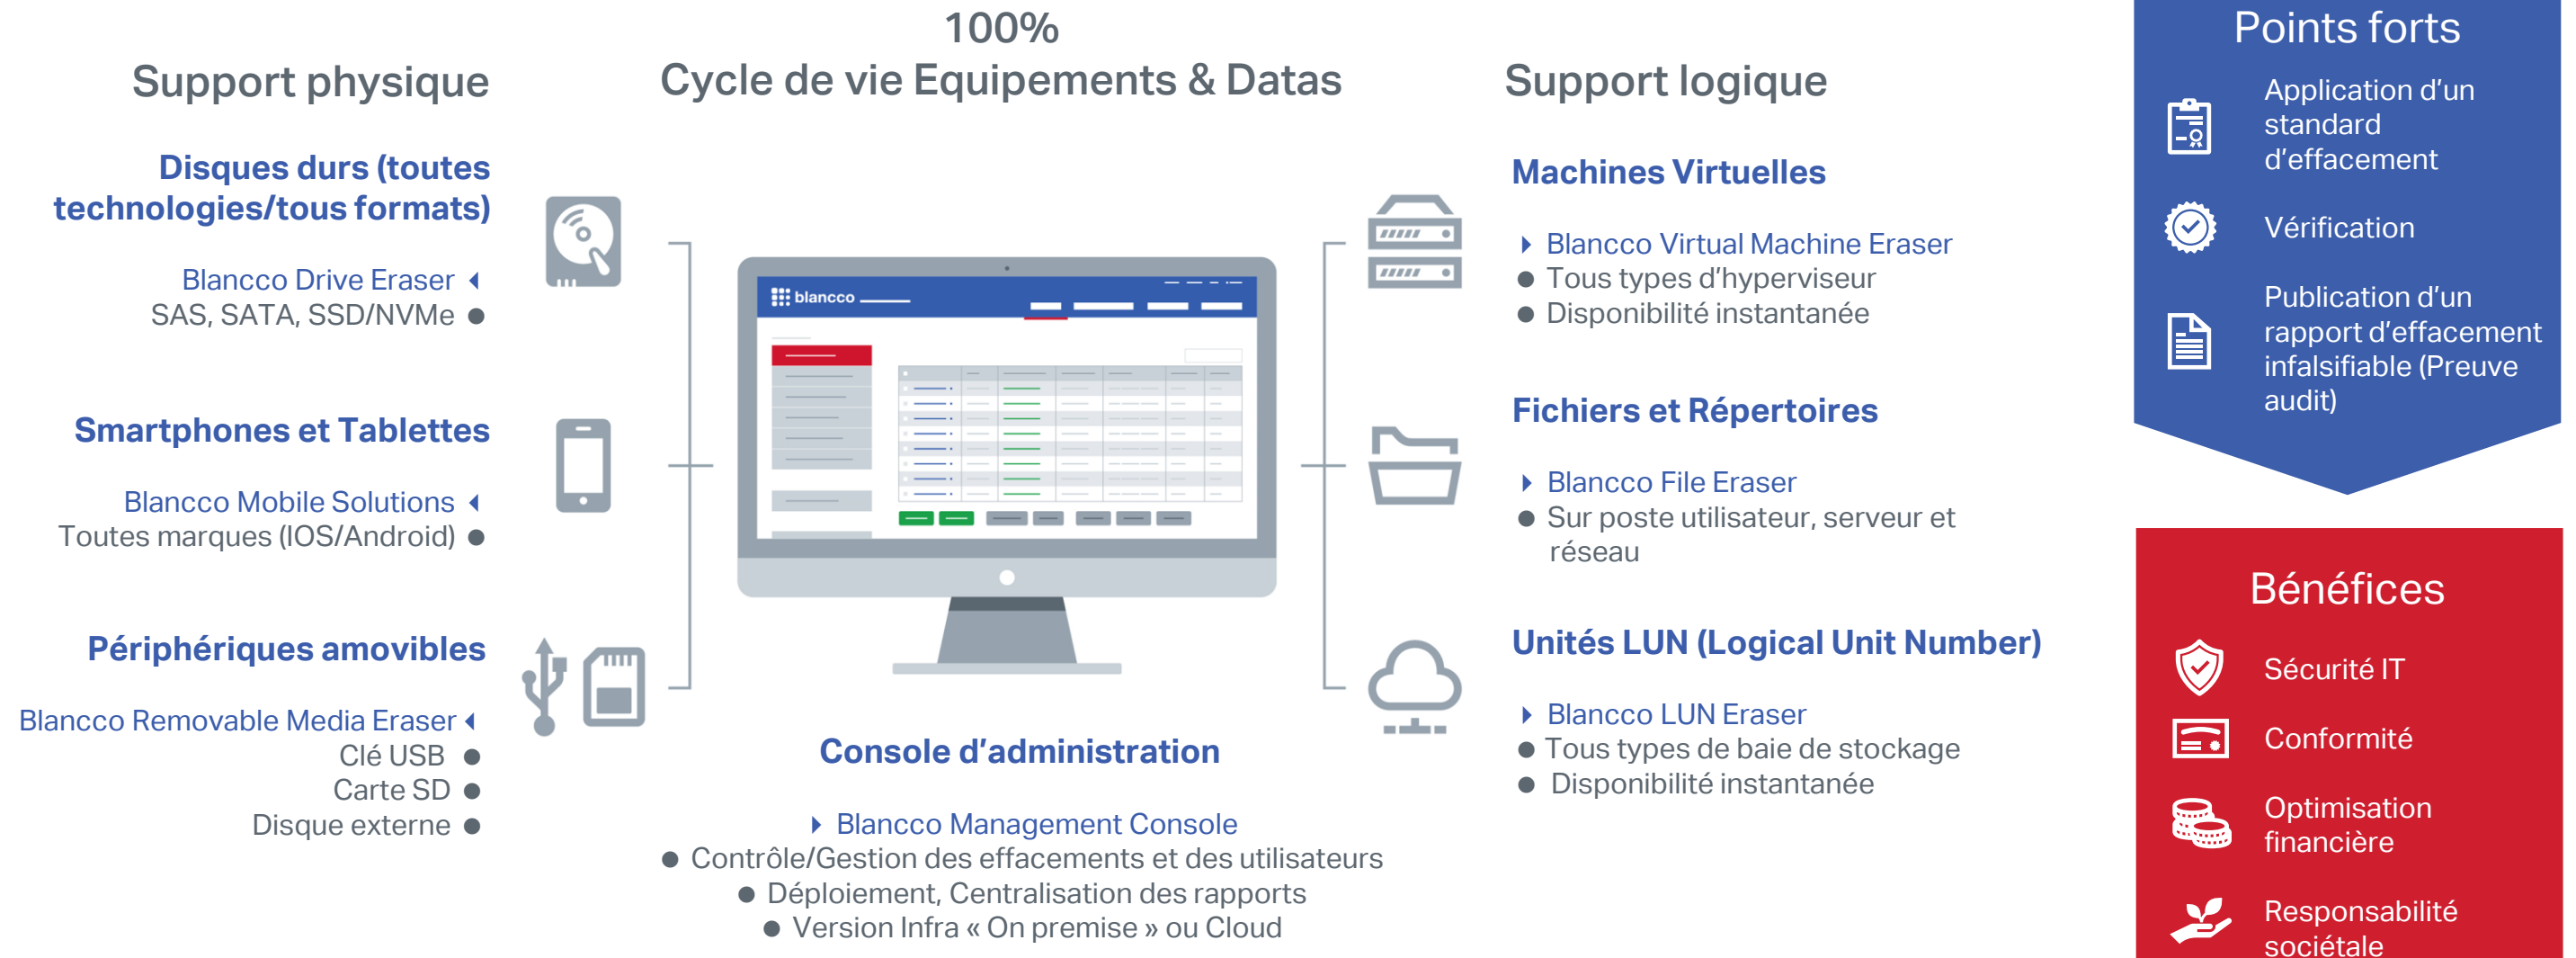 100%
Cycle de vie Equipements & Datas
Support physique
Disques durs (toutes
technologies/tous formats)
Blancco Drive Eraser
SAS, SATA, SSD/NVMe ●
Smartphones et Tablettes
Blancco Mobile Solutions
Toutes marques (IOS/Android) ●
Périphériques amovibles
Blancco Removable Media Eraser
Clé USB ●
Carte SD ●
Disque externe ●
blancco
Console d’administration
Blancco Management Console
● Contrôle/Gestion des effacements et des utilisateurs
● Déploiement, Centralisation des rapports
● Version Infra « On premise » ou Cloud
Support logique
Machines Virtuelles
Blancco Virtual Machine Eraser
● Tous types d’hyperviseur
● Disponibilité instantanée
Fichiers et Répertoires
Blancco File Eraser
● Sur poste utilisateur, serveur et
réseau
Unités LUN (Logical Unit Number)
Blancco LUN Eraser
● Tous types de baie de stockage
● Disponibilité instantanée
Points forts
Application d’un
standard
d’effacement
Vérification
Publication d’un
rapport d’effacement
infalsifiable (Preuve
audit)
Bénéfices
Sécurité IT
Conformité
Optimisation
financière
Responsabilité
sociétale